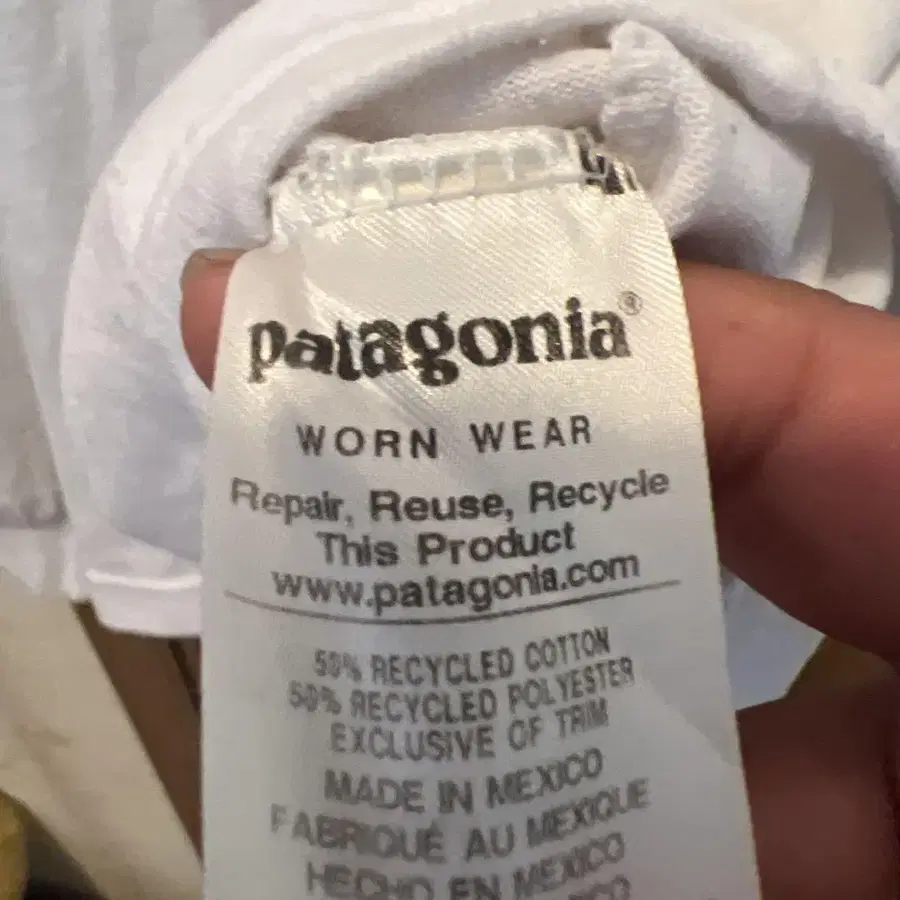 patagonia®
WORN WEAR
Repair, Reuse, Recycle
This Product
www.patagonia.com
50% RECYCLED COTTON
50% RECYCLED POLYESTER
EXCLUSIVE OF TRIM
MADE IN MEXICO
FABRIQUÉ AU MEXIQUE
HECHO EN MEXICO